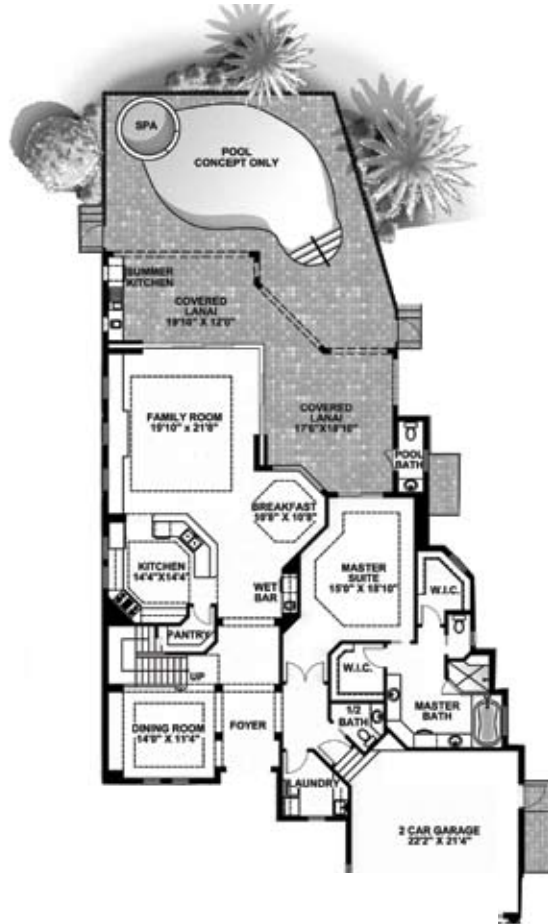 SPA
POOL
CONCEPT ONLY
SUMMER
KITCHEN
COVERED
LANAI
19'10" X 12'0"
FAMILY ROOM
19'10" x 21'8"
COVERED
LANAI
17'6"X18'10"
POOL
BATH
BREAKFAST
10'8" X 10'8"
KITCHEN
14'4"X14'4"
WET
BAR
MASTER
SUITE
15'0" X 18'10"
W.I.C.
PANTRY
W.I.C.
UP
1/2
BATH
MASTER
BATH
DINING ROOM
14'0" X 11'4"
FOYER
LAUNDRY
2 CAR GARAGE
22'2" X 21'4"